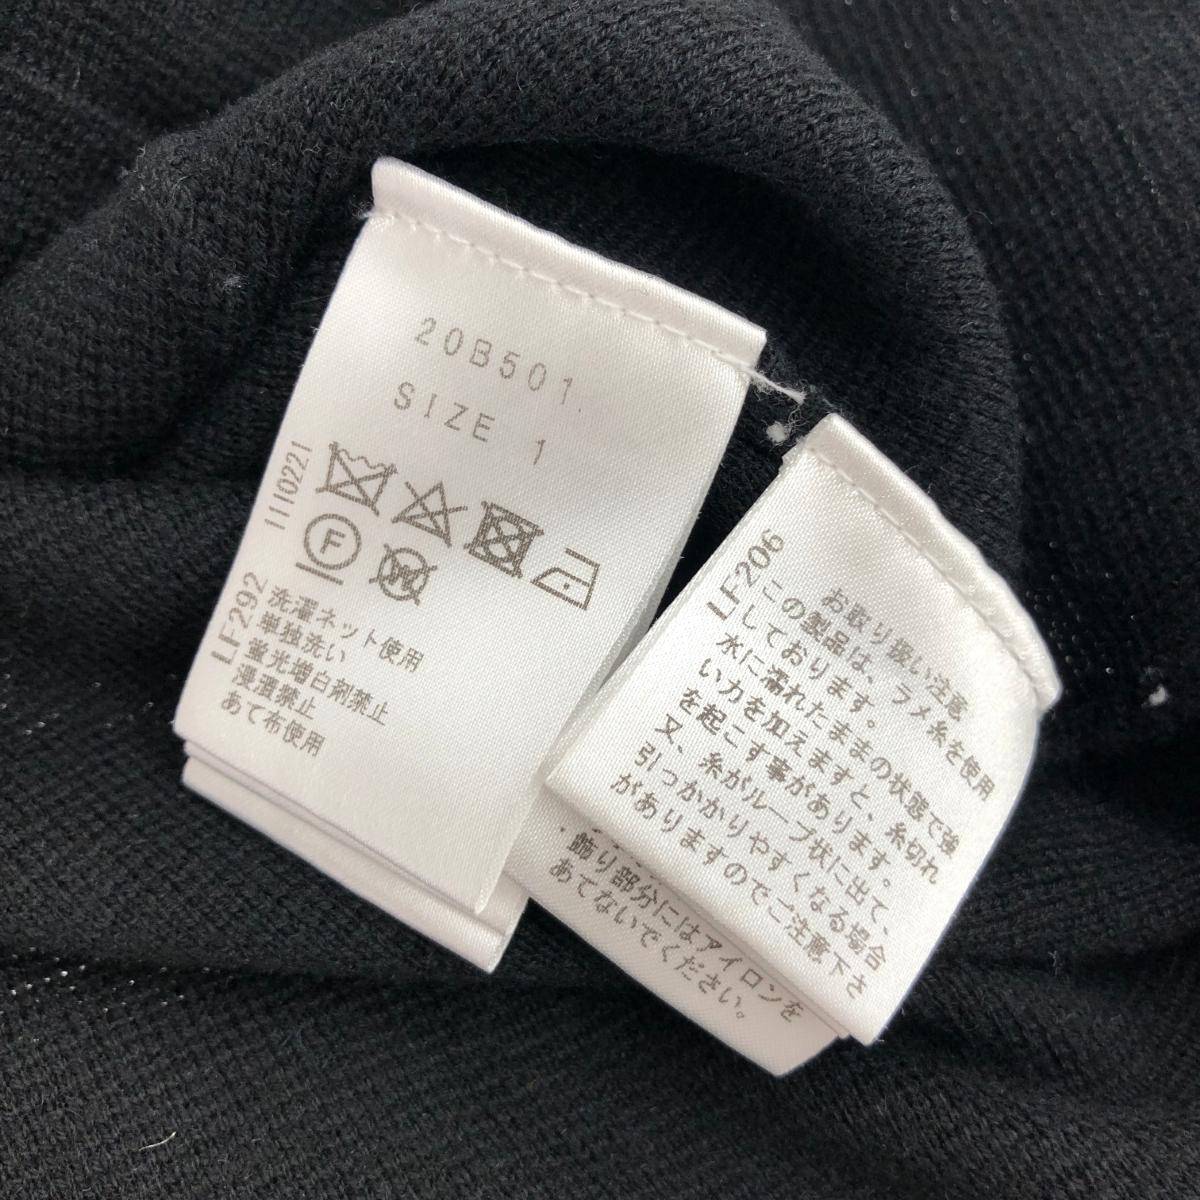 20B501
SIZE 1
1110221
F
W
LF292
洗濯ネット使用
単独洗い
蛍光増白剤禁止
浸漬禁止
あて布使用
LF206
お取り扱い注意
この製品は、ラメ糸を使用
しております。
水に濡れたままの状態で強
い力を加えますと、糸切れ
を起こす事があります。
又、糸がループ状に出て、
引っかかりやすくなる場合
がありますのでご注意下さ
飾り部分にはアイロンを
あてないでください。